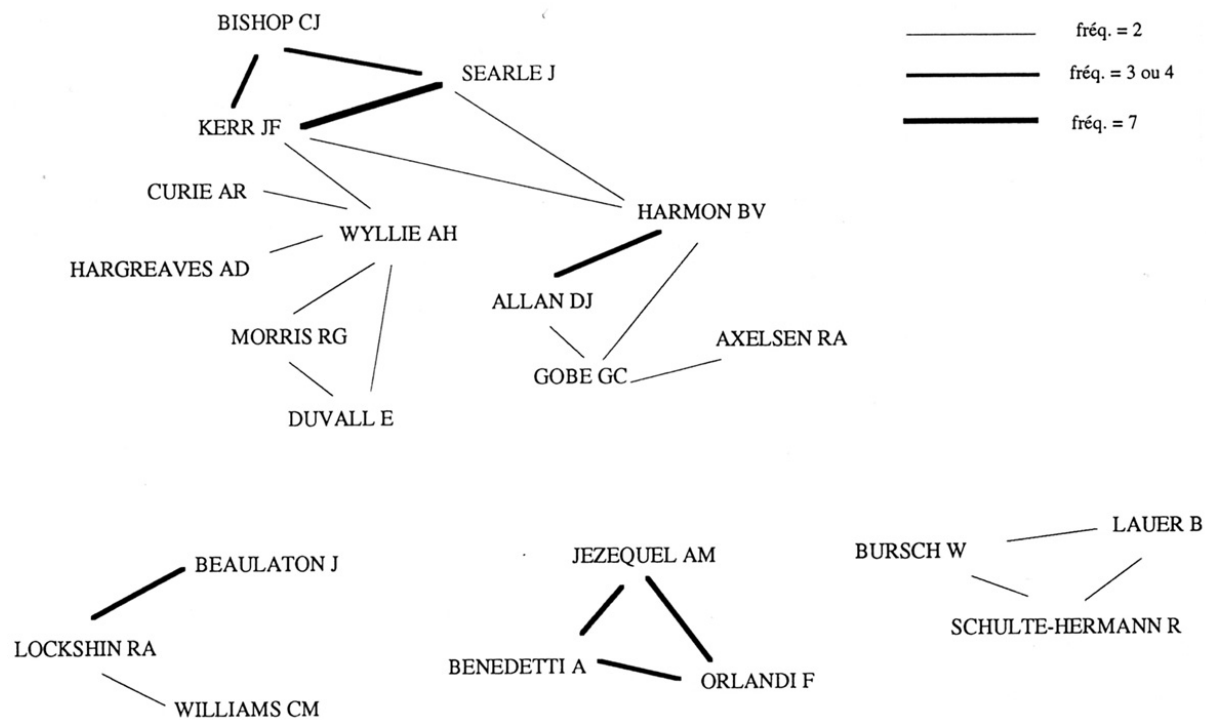 BISHOP CJ
fréq. = 2
SEARLE J
fréq. = 3 ou 4
KERR JF
fréq. = 7
CURIE AR
HARMON BV
WYLLIE AH
HARGREAVES AD
ALLAN DJ
MORRIS RG
AXELSEN RA
GOBE GC
DUVALL E
LAUER B
BURSCH W
JEZEQUEL AM
BEAULATON J
SCHULTE-HERMANN R
LOCKSHIN RA
BENEDETTI A
ORLANDI F
WILLIAMS CM